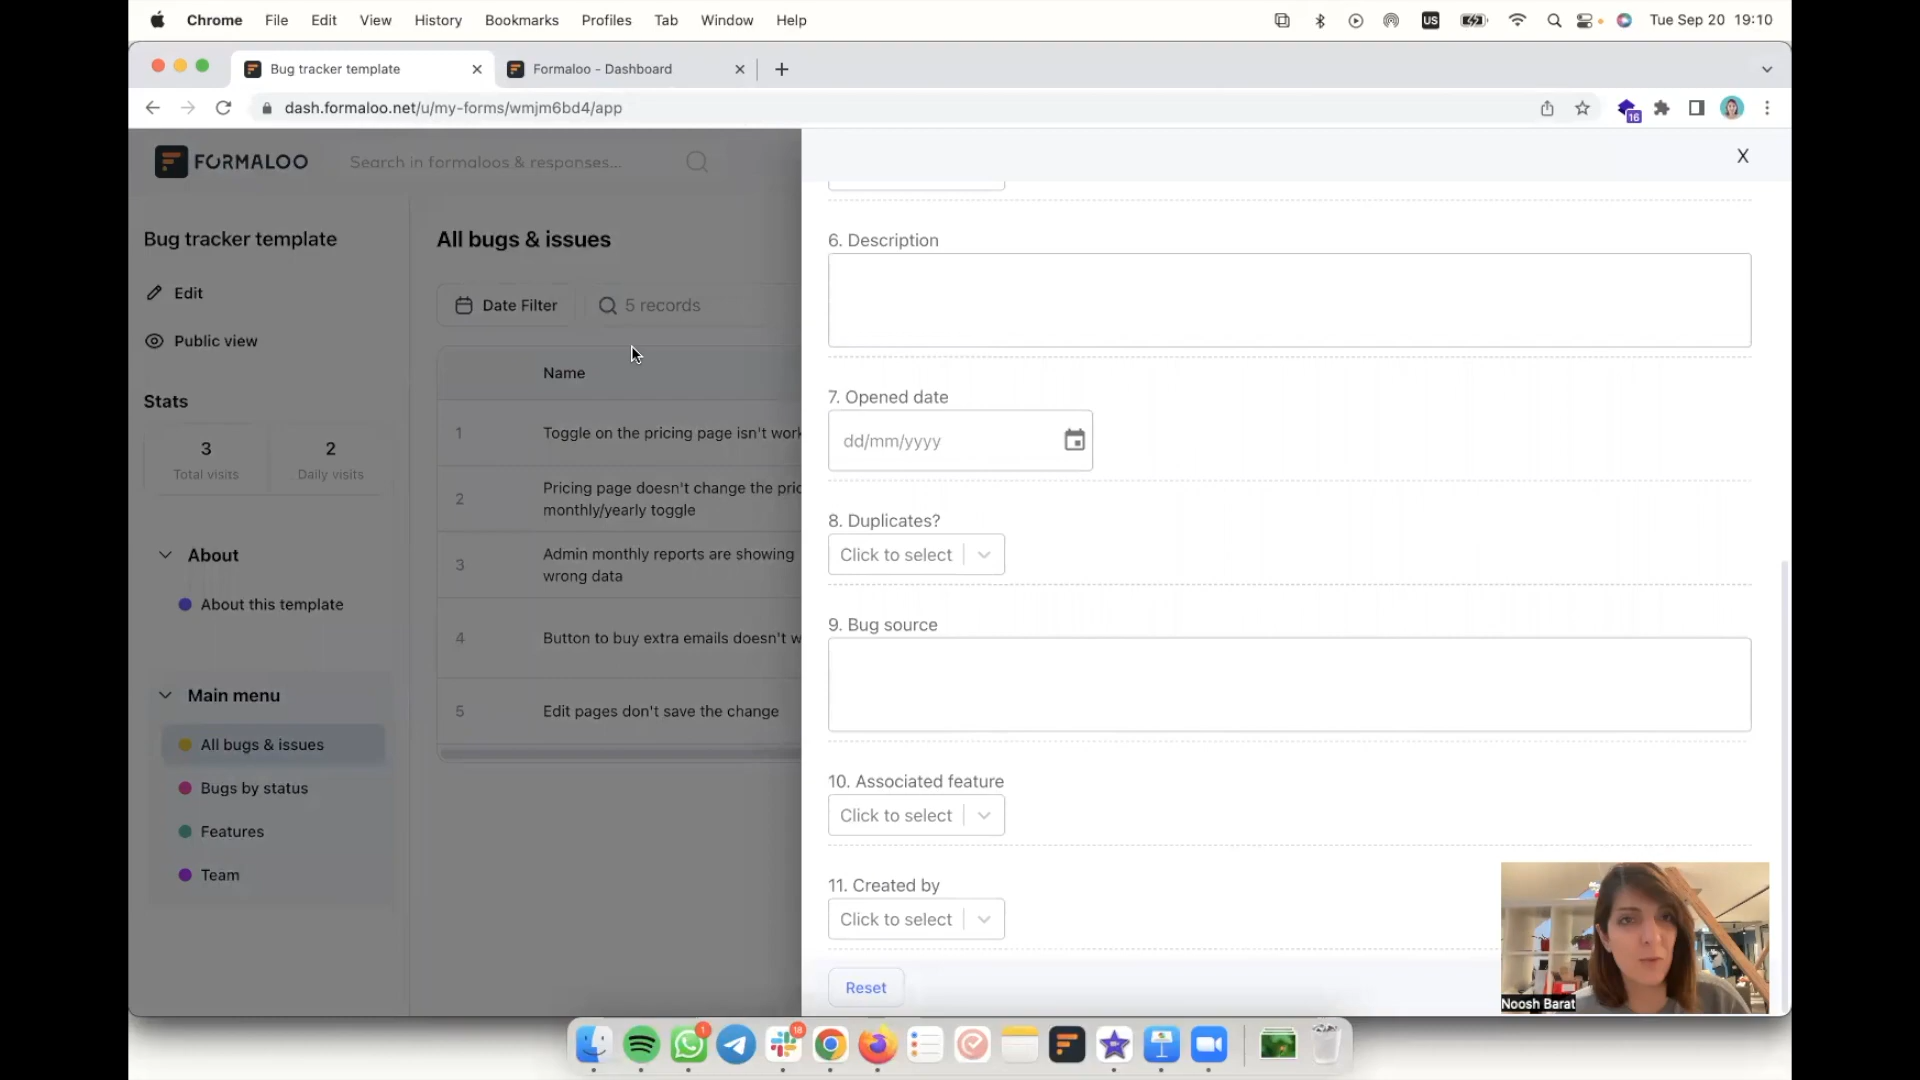 Chrome File Edit View History Bookmarks Profiles Tab Window Help
US
Tue Sep 20 19:10
Bug tracker template
Formaloo - Dashboard
dash.formaloo.net/u/my-forms/wmjm6bd4/app
16
FORMALOO
Search in formaloos & responses...
X
Bug tracker template
Edit
Public view
Stats
3
Total visits
2
Daily visits
About
About this template
Main menu
All bugs & issues
Bugs by status
Features
Team
All bugs & issues
Date Filter
5 records
Name
1
Toggle on the pricing page isn't work
2
Pricing page doesn't change the pric
monthly/yearly toggle
3
Admin monthly reports are showing
wrong data
4
Button to buy extra emails doesn't w
5
Edit pages don't save the change
6. Description
7. Opened date
dd/mm/yyyy
8. Duplicates?
Click to select
9. Bug source
10. Associated feature
Click to select
11. Created by
Click to select
Reset
Noosh Barat
1
18